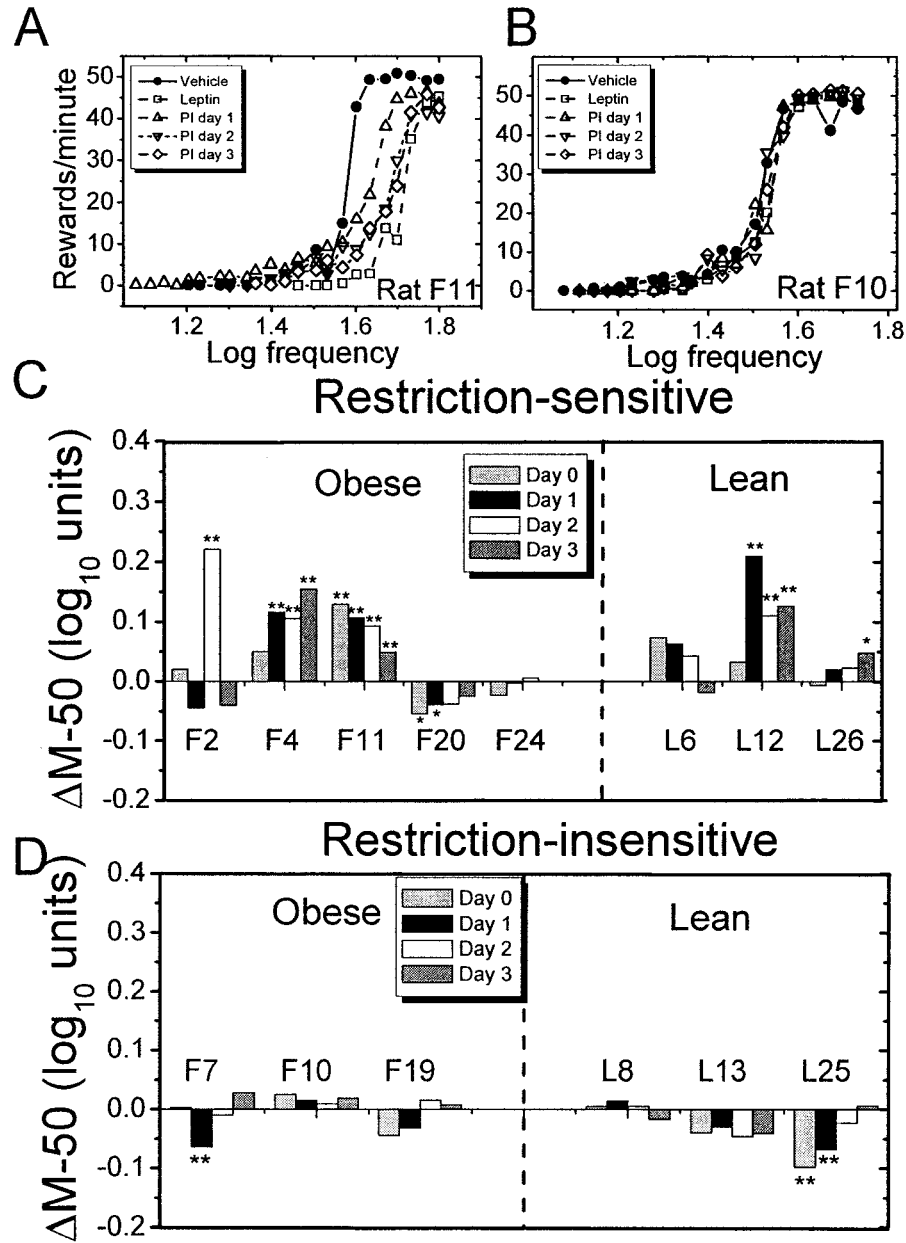 A
B
Rewards/minute
50
40
30
20
10
0
Vehicle
Leptin
PI day 1
PI day 2
PI day 3
Rat F11
1.2
1.4
1.6
1.8
Log frequency
50
40
30
20
10
0
Vehicle
Leptin
PI day 1
PI day 2
PI day 3
Rat F10
1.2
1.4
1.6
1.8
Log frequency
C
Restriction-sensitive
ΔM-50 (log10 units)
0.4
0.3
0.2
0.1
0.0
-0.1
-0.2
Obese
Lean
Day 0
Day 1
Day 2
Day 3
**
** ** **
** ** ** **
* *
** ** **
*
F2 F4 F11 F20 F24 L6 L12 L26
D
Restriction-insensitive
ΔM-50 (log10 units)
0.4
0.3
0.2
0.1
0.0
-0.1
-0.2
Obese
Lean
Day 0
Day 1
Day 2
Day 3
F7 F10 F19 L8 L13 L25
**
** **